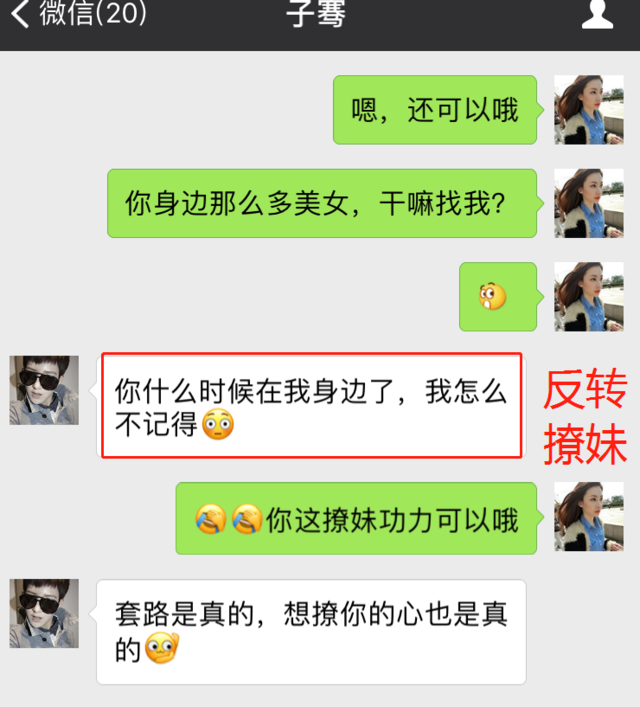 微信(20)
子骞
嗯，还可以哦
你身边那么多美女，干嘛找我？
你什么时候在我身边了，我怎么
不记得😳
反转
撩妹
😂😂你这撩妹功力可以哦
套路是真的，想撩你的心也是真
的